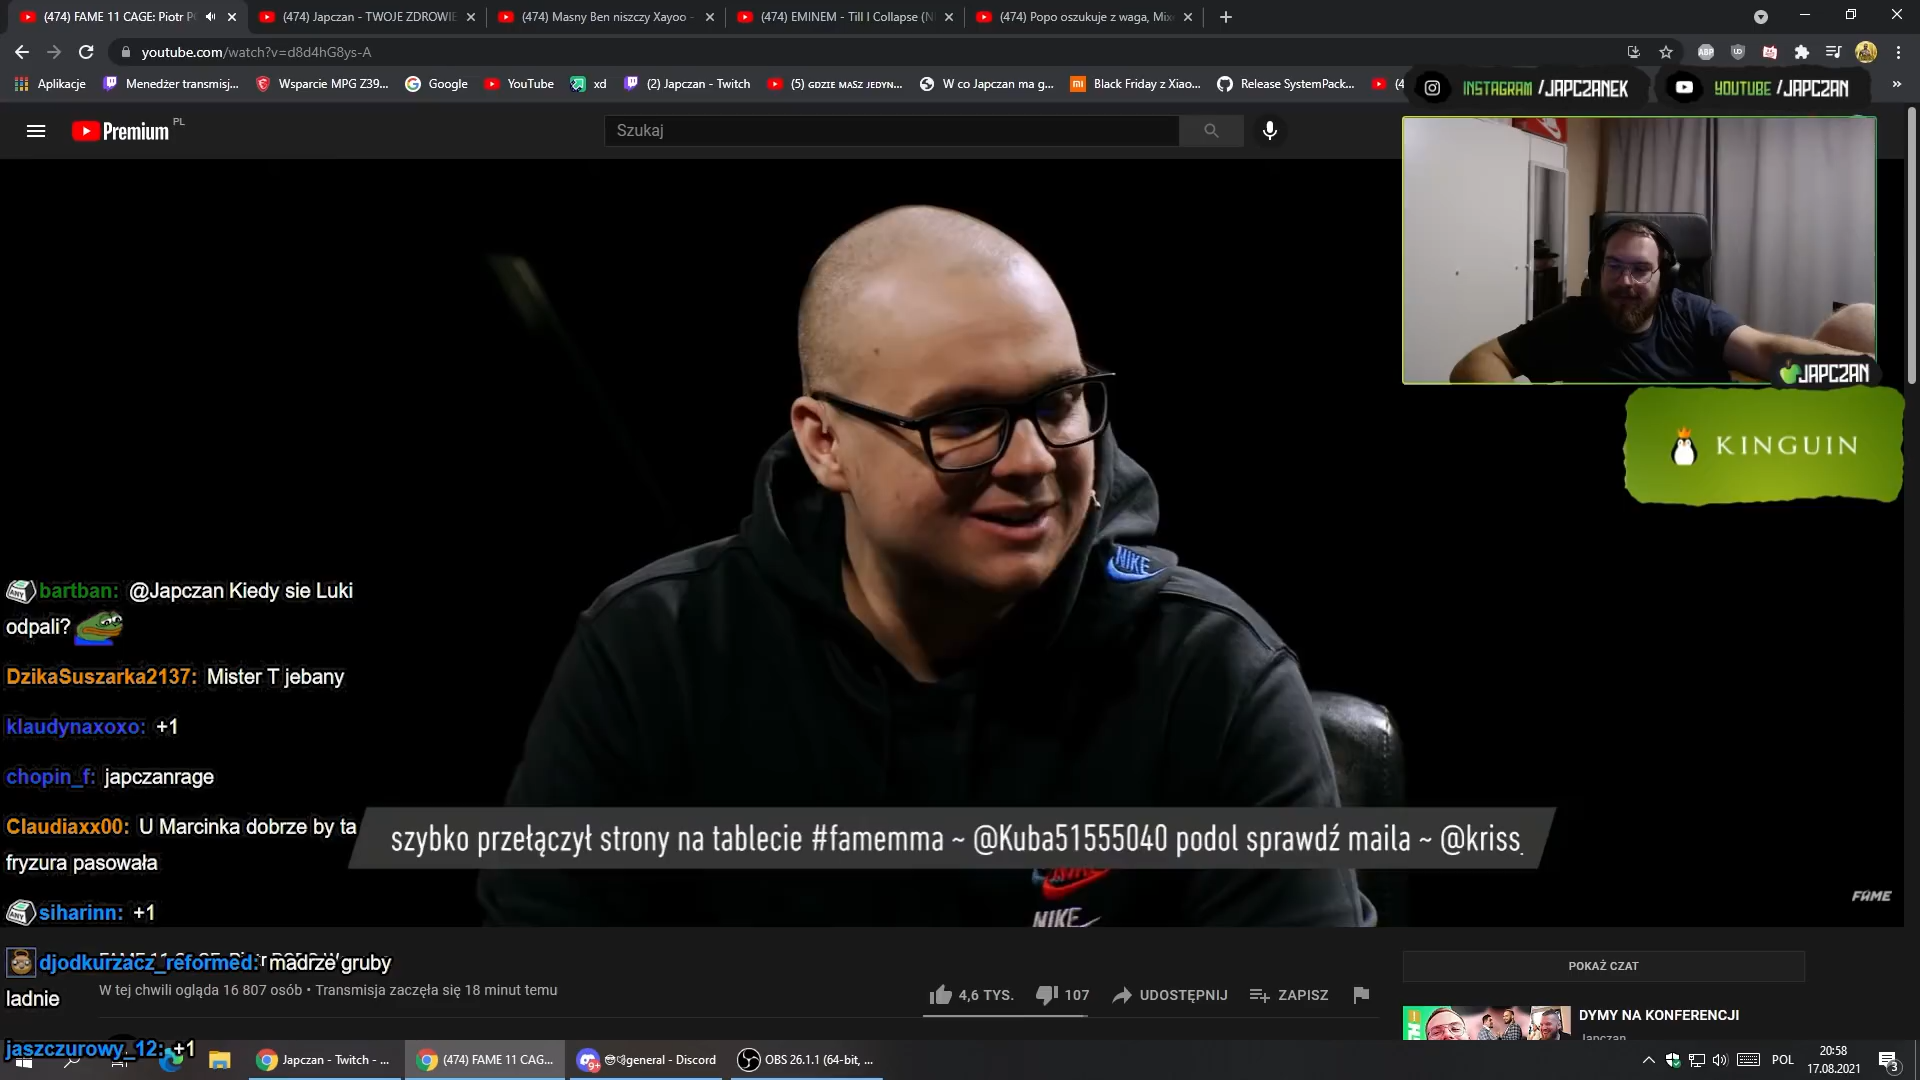 (474) FAME 11 CAGE: Piotr P
(474) Japczan - TWOJE ZDROWIE
(474) Masny Ben niszczy Xayoo -
(474) EMINEM - Till I Collapse (N
(474) Popo oszukuje z waga, Mix
youtube.com/watch?v=d8d4hG8ys-A
Aplikacje
Menedżer transmisj...
Wsparcie MPG Z39...
Google
YouTube
xd
(2) Japczan - Twitch
(5) GDZIE MASZ JEDYN...
W co Japczan ma g...
Black Friday z Xiao...
Release SystemPack...
(4
INSTAGRAM /JAPCZANEK
YOUTUBE /JAPCZAN
Premium PL
Szukaj
JAPCZAN
KINGUIN
NIKE
bartban: @Japczan Kiedy sie Luki
odpali?
DzikaSuszarka2137: Mister T jebany
klaudynaxoxo: +1
chopin_f: japczanrage
Claudiaxx00: U Marcinka dobrze by ta
fryzura pasowała
szybko przełączył strony na tablecie #famemma ~ @Kuba51555040 podol sprawdź maila ~ @kriss_
NIKE
FAME
siharinn: +1
djodkurzacz_reformed: madrze gruby
ladnie
W tej chwili ogląda 16 807 osób • Transmisja zaczęła się 18 minut temu
4,6 TYS.
107
UDOSTĘPNIJ
ZAPISZ
POKAŻ CZAT
DYMY NA KONFERENCJI
Japczan
jaszczurowy_12: +1
Japczan - Twitch - ...
(474) FAME 11 CAG...
general - Discord
OBS 26.1.1 (64-bit, ...
POL
20:58
17.08.2021
3